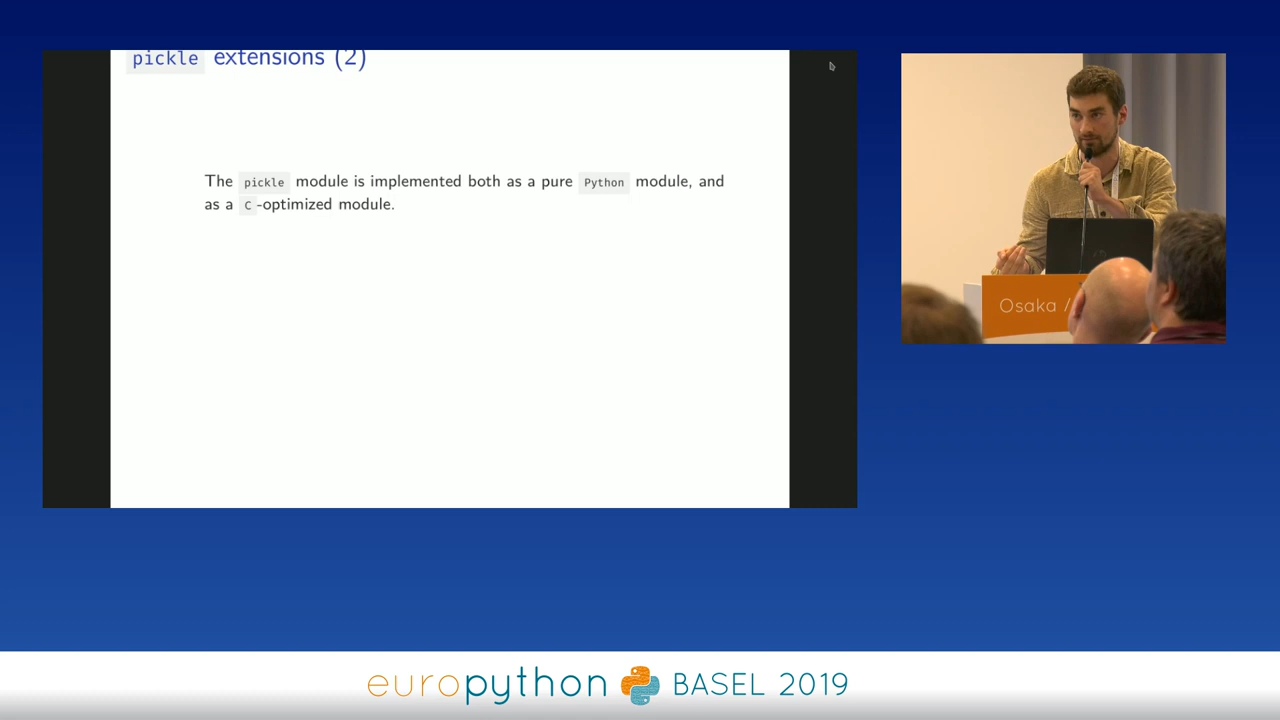 pickle extensions (2)
The pickle module is implemented both as a pure Python module, and
as a C-optimized module.
Osaka /
europython BASEL 2019